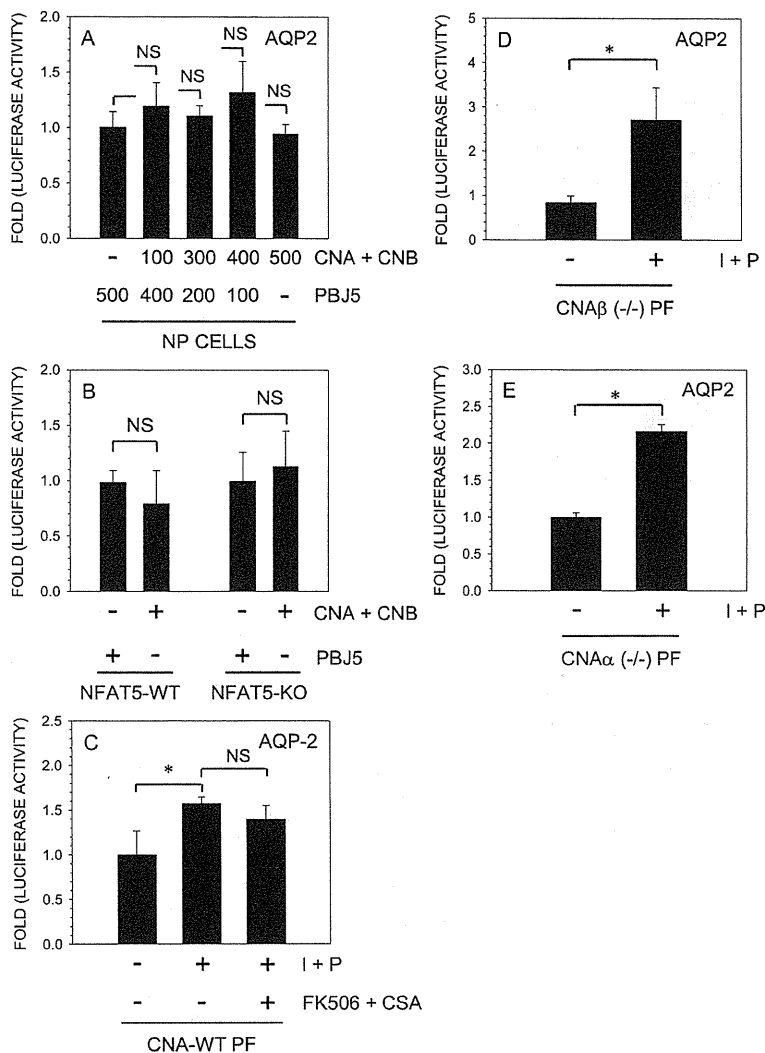 A
AQP2
FOLD (LUCIFERASE ACTIVITY)
2.0
1.5
1.0
0.5
0.0
NS
NS
NS
NS
- 100 300 400 500 CNA + CNB
500 400 200 100 - PBJ5
NP CELLS
B
FOLD (LUCIFERASE ACTIVITY)
2.0
1.5
1.0
0.5
0.0
NS
NS
- + - + CNA + CNB
+ - + - PBJ5
NFAT5-WT NFAT5-KO
C
AQP-2
FOLD (LUCIFERASE ACTIVITY)
2.5
2.0
1.5
1.0
0.5
0.0
*
NS
- + + I + P
- - + FK506 + CSA
CNA-WT PF
D
AQP2
FOLD (LUCIFERASE ACTIVITY)
5
4
3
2
1
0
*
- + I + P
CNAβ (-/-) PF
E
AQP2
FOLD (LUCIFERASE ACTIVITY)
3.0
2.5
2.0
1.5
1.0
0.5
0.0
*
- + I + P
CNAα (-/-) PF